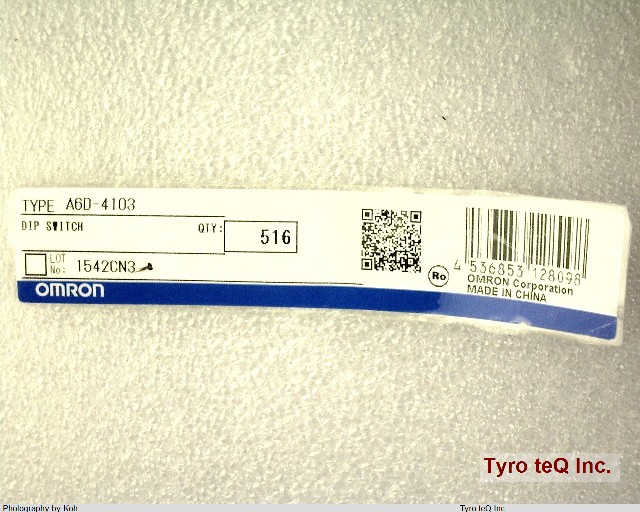 TYPE A6D-4103
DIP SWITCH
QTY: 516
LOT
No: 1542CN3
OMRON
Ro
4 536853 128098
OMRON Corporation
MADE IN CHINA
Tyro teQ Inc.
Photography by Koh
Tyro teQ Inc